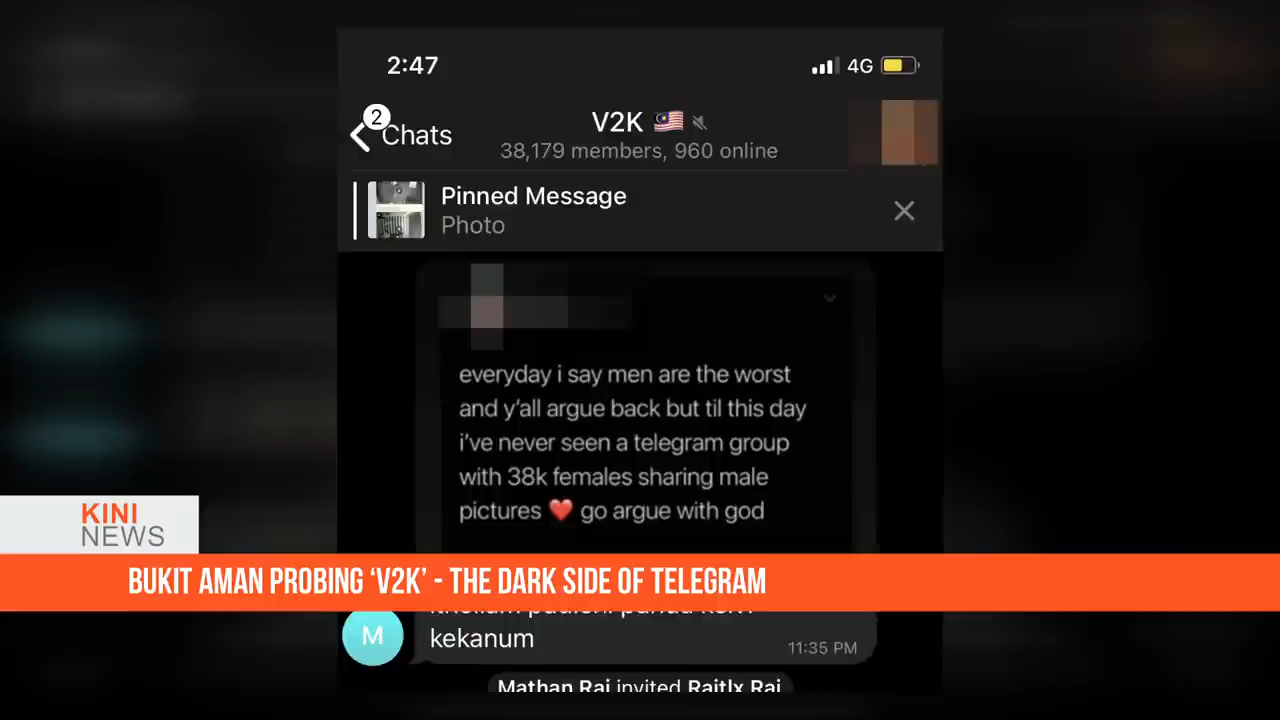 2:47
4G
2
Chats
V2K 🇲🇾
38,179 members, 960 online
Pinned Message
Photo
everyday i say men are the worst
and y'all argue back but til this day
i've never seen a telegram group
with 38k females sharing male
pictures ❤️ go argue with god
KINI
NEWS
BUKIT AMAN PROBING ‘V2K’ - THE DARK SIDE OF TELEGRAM
M
kekanum
11:35 PM
Mathan Raj invited Raitlx Raj